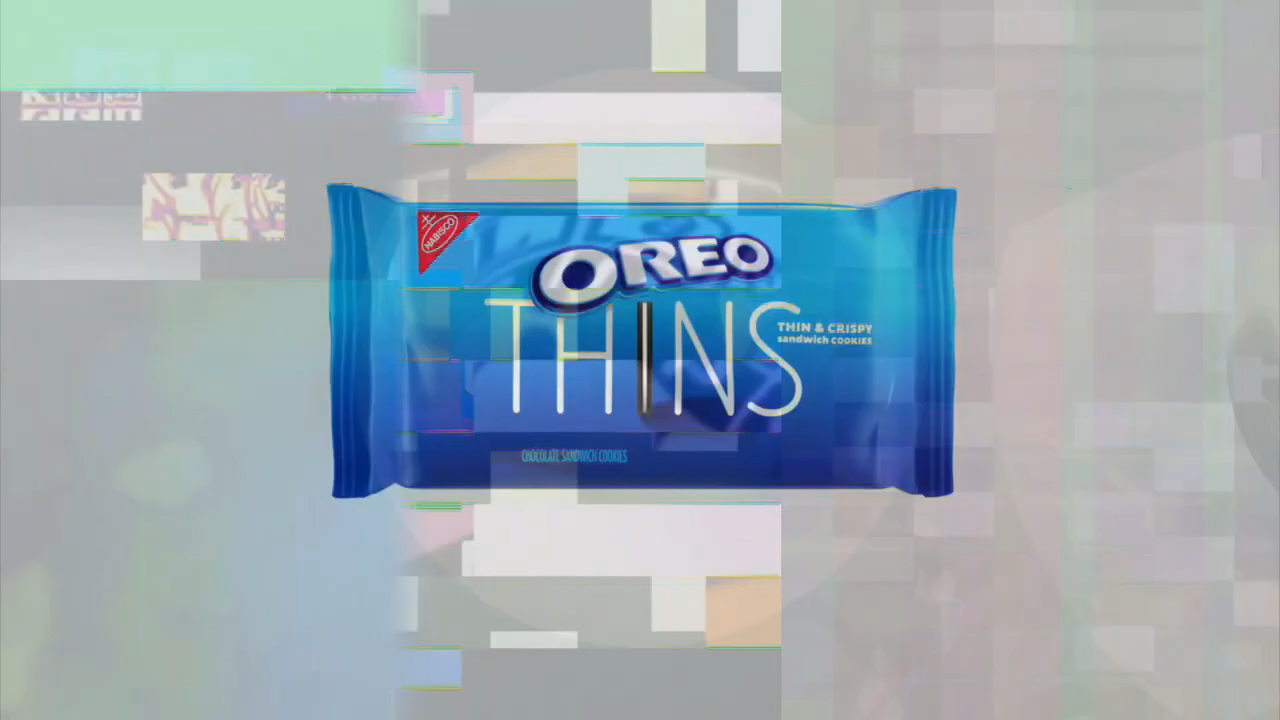 NABISCO
OREO
THINS
THIN & CRISPY
sandwich COOKIES
CHOCOLATE SANDWICH COOKIES